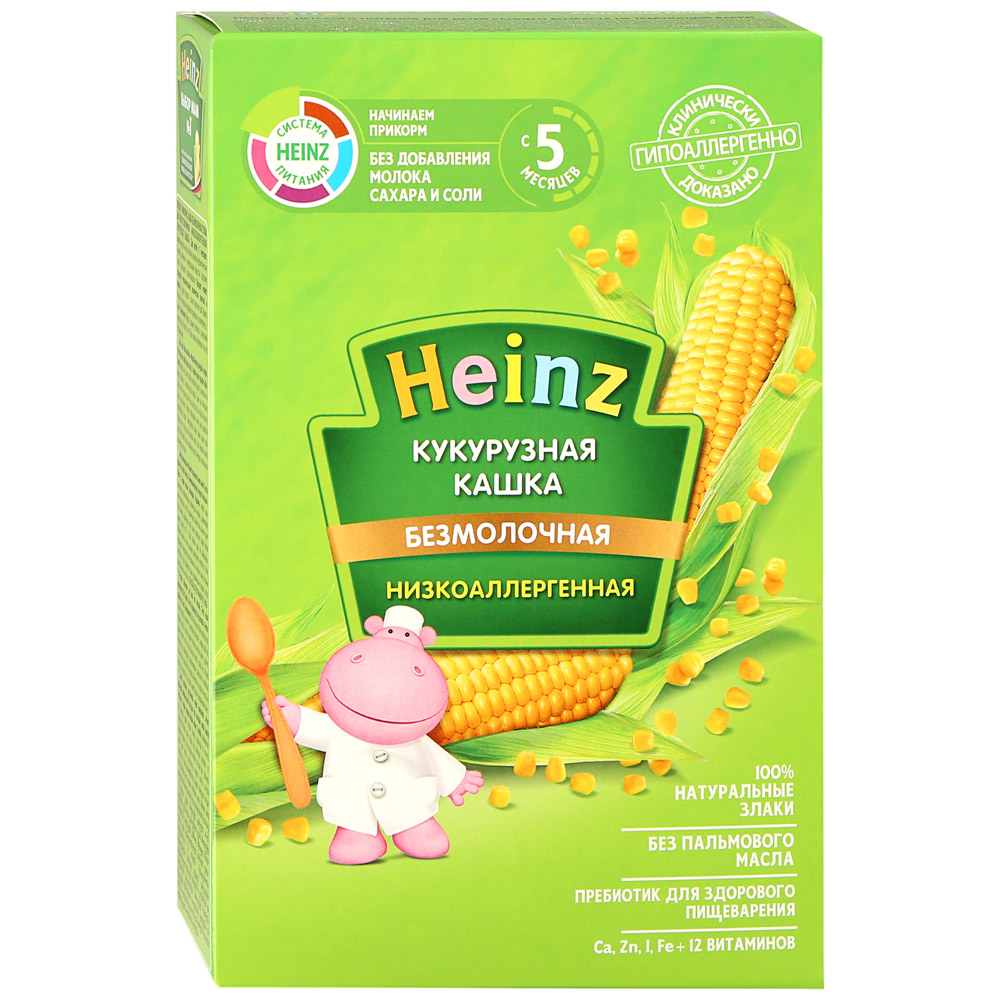 Heinz
СИСТЕМА
HEINZ
ПИТАНИЯ
НАЧИНАЕМ
ПРИКОРМ
БЕЗ ДОБАВЛЕНИЯ
МОЛОКА
САХАРА И СОЛИ
с 5
МЕСЯЦЕВ
КЛИНИЧЕСКИ
ГИПОАЛЛЕРГЕННО
ДОКАЗАНО
Heinz
КУКУРУЗНАЯ
КАШКА
БЕЗМОЛОЧНАЯ
НИЗКОАЛЛЕРГЕННАЯ
100%
НАТУРАЛЬНЫЕ
ЗЛАКИ
БЕЗ ПАЛЬМОВОГО
МАСЛА
ПРЕБИОТИК ДЛЯ ЗДОРОВОГО
ПИЩЕВАРЕНИЯ
Ca, Zn, I, Fe + 12 ВИТАМИНОВ